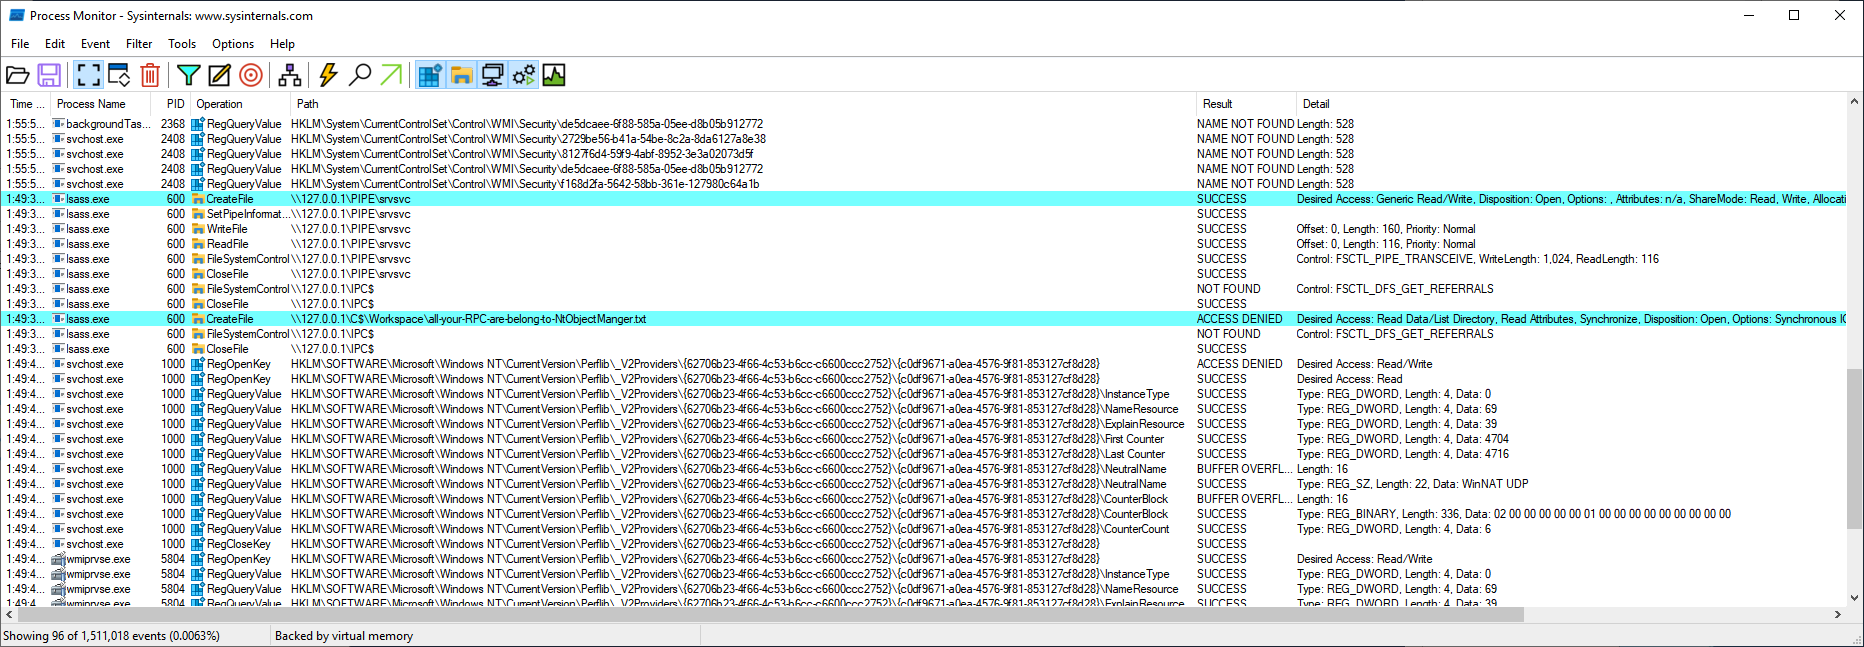 Process Monitor - Sysinternals: www.sysinternals.com
File Edit Event Filter Tools Options Help
Time ... Process Name PID Operation Path Result Detail
1:55:5... backgroundTas... 2368 RegQueryValue HKLM\System\CurrentControlSet\Control\WMI\Security\de5dcaee-6f88-585a-05ee-d8b05b912772 NAME NOT FOUND Length: 528
1:55:5... svchost.exe 2408 RegQueryValue HKLM\System\CurrentControlSet\Control\WMI\Security\2729be56-b41a-54be-8c2a-8da6127a8e38 NAME NOT FOUND Length: 528
1:55:5... svchost.exe 2408 RegQueryValue HKLM\System\CurrentControlSet\Control\WMI\Security\8127f6d4-59f9-4abf-8952-3e3a02073d5f NAME NOT FOUND Length: 528
1:55:5... svchost.exe 2408 RegQueryValue HKLM\System\CurrentControlSet\Control\WMI\Security\de5dcaee-6f88-585a-05ee-d8b05b912772 NAME NOT FOUND Length: 528
1:55:5... svchost.exe 2408 RegQueryValue HKLM\System\CurrentControlSet\Control\WMI\Security\f168d2fa-5642-58bb-361e-127980c64a1b NAME NOT FOUND Length: 528
1:49:3... lsass.exe 600 CreateFile \\127.0.0.1\PIPE\srvsvc SUCCESS Desired Access: Generic Read/Write, Disposition: Open, Options: , Attributes: n/a, ShareMode: Read, Write, Allocati
1:49:3... lsass.exe 600 SetPipeInformat... \\127.0.0.1\PIPE\srvsvc SUCCESS
1:49:3... lsass.exe 600 WriteFile \\127.0.0.1\PIPE\srvsvc SUCCESS Offset: 0, Length: 160, Priority: Normal
1:49:3... lsass.exe 600 ReadFile \\127.0.0.1\PIPE\srvsvc SUCCESS Offset: 0, Length: 116, Priority: Normal
1:49:3... lsass.exe 600 FileSystemControl \\127.0.0.1\PIPE\srvsvc SUCCESS Control: FSCTL_PIPE_TRANSCEIVE, WriteLength: 1,024, ReadLength: 116
1:49:3... lsass.exe 600 CloseFile \\127.0.0.1\PIPE\srvsvc SUCCESS
1:49:3... lsass.exe 600 FileSystemControl \\127.0.0.1\IPC$ NOT FOUND Control: FSCTL_DFS_GET_REFERRALS
1:49:3... lsass.exe 600 CloseFile \\127.0.0.1\IPC$ SUCCESS
1:49:3... lsass.exe 600 CreateFile \\127.0.0.1\C$\Workspace\all-your-RPC-are-belong-to-NtObjectManger.txt ACCESS DENIED Desired Access: Read Data/List Directory, Read Attributes, Synchronize, Disposition: Open, Options: Synchronous IO
1:49:3... lsass.exe 600 FileSystemControl \\127.0.0.1\IPC$ NOT FOUND Control: FSCTL_DFS_GET_REFERRALS
1:49:3... lsass.exe 600 CloseFile \\127.0.0.1\IPC$ SUCCESS
1:49:4... svchost.exe 1000 RegOpenKey HKLM\SOFTWARE\Microsoft\Windows NT\CurrentVersion\Perflib\_V2Providers\{62706b23-4f66-4c53-b6cc-c6600ccc2752}\{c0df9671-a0ea-4576-9f81-853127cf8d28} ACCESS DENIED Desired Access: Read/Write
1:49:4... svchost.exe 1000 RegOpenKey HKLM\SOFTWARE\Microsoft\Windows NT\CurrentVersion\Perflib\_V2Providers\{62706b23-4f66-4c53-b6cc-c6600ccc2752}\{c0df9671-a0ea-4576-9f81-853127cf8d28} SUCCESS Desired Access: Read
1:49:4... svchost.exe 1000 RegQueryValue HKLM\SOFTWARE\Microsoft\Windows NT\CurrentVersion\Perflib\_V2Providers\{62706b23-4f66-4c53-b6cc-c6600ccc2752}\{c0df9671-a0ea-4576-9f81-853127cf8d28}\InstanceType SUCCESS Type: REG_DWORD, Length: 4, Data: 0
1:49:4... svchost.exe 1000 RegQueryValue HKLM\SOFTWARE\Microsoft\Windows NT\CurrentVersion\Perflib\_V2Providers\{62706b23-4f66-4c53-b6cc-c6600ccc2752}\{c0df9671-a0ea-4576-9f81-853127cf8d28}\NameResource SUCCESS Type: REG_DWORD, Length: 4, Data: 69
1:49:4... svchost.exe 1000 RegQueryValue HKLM\SOFTWARE\Microsoft\Windows NT\CurrentVersion\Perflib\_V2Providers\{62706b23-4f66-4c53-b6cc-c6600ccc2752}\{c0df9671-a0ea-4576-9f81-853127cf8d28}\ExplainResource SUCCESS Type: REG_DWORD, Length: 4, Data: 39
1:49:4... svchost.exe 1000 RegQueryValue HKLM\SOFTWARE\Microsoft\Windows NT\CurrentVersion\Perflib\_V2Providers\{62706b23-4f66-4c53-b6cc-c6600ccc2752}\{c0df9671-a0ea-4576-9f81-853127cf8d28}\First Counter SUCCESS Type: REG_DWORD, Length: 4, Data: 4704
1:49:4... svchost.exe 1000 RegQueryValue HKLM\SOFTWARE\Microsoft\Windows NT\CurrentVersion\Perflib\_V2Providers\{62706b23-4f66-4c53-b6cc-c6600ccc2752}\{c0df9671-a0ea-4576-9f81-853127cf8d28}\Last Counter SUCCESS Type: REG_DWORD, Length: 4, Data: 4716
1:49:4... svchost.exe 1000 RegQueryValue HKLM\SOFTWARE\Microsoft\Windows NT\CurrentVersion\Perflib\_V2Providers\{62706b23-4f66-4c53-b6cc-c6600ccc2752}\{c0df9671-a0ea-4576-9f81-853127cf8d28}\NeutralName BUFFER OVERFL... Length: 16
1:49:4... svchost.exe 1000 RegQueryValue HKLM\SOFTWARE\Microsoft\Windows NT\CurrentVersion\Perflib\_V2Providers\{62706b23-4f66-4c53-b6cc-c6600ccc2752}\{c0df9671-a0ea-4576-9f81-853127cf8d28}\NeutralName SUCCESS Type: REG_SZ, Length: 22, Data: WinNAT UDP
1:49:4... svchost.exe 1000 RegQueryValue HKLM\SOFTWARE\Microsoft\Windows NT\CurrentVersion\Perflib\_V2Providers\{62706b23-4f66-4c53-b6cc-c6600ccc2752}\{c0df9671-a0ea-4576-9f81-853127cf8d28}\CounterBlock BUFFER OVERFL... Length: 16
1:49:4... svchost.exe 1000 RegQueryValue HKLM\SOFTWARE\Microsoft\Windows NT\CurrentVersion\Perflib\_V2Providers\{62706b23-4f66-4c53-b6cc-c6600ccc2752}\{c0df9671-a0ea-4576-9f81-853127cf8d28}\CounterBlock SUCCESS Type: REG_BINARY, Length: 336, Data: 02 00 00 00 00 00 01 00 00 00 00 00 00 00 00 00
1:49:4... svchost.exe 1000 RegQueryValue HKLM\SOFTWARE\Microsoft\Windows NT\CurrentVersion\Perflib\_V2Providers\{62706b23-4f66-4c53-b6cc-c6600ccc2752}\{c0df9671-a0ea-4576-9f81-853127cf8d28}\CounterCount SUCCESS Type: REG_DWORD, Length: 4, Data: 6
1:49:4... svchost.exe 1000 RegCloseKey HKLM\SOFTWARE\Microsoft\Windows NT\CurrentVersion\Perflib\_V2Providers\{62706b23-4f66-4c53-b6cc-c6600ccc2752}\{c0df9671-a0ea-4576-9f81-853127cf8d28} SUCCESS
1:49:4... wmiprvse.exe 5804 RegOpenKey HKLM\SOFTWARE\Microsoft\Windows NT\CurrentVersion\Perflib\_V2Providers\{62706b23-4f66-4c53-b6cc-c6600ccc2752}\{c0df9671-a0ea-4576-9f81-853127cf8d28} SUCCESS Desired Access: Read/Write
1:49:4... wmiprvse.exe 5804 RegQueryValue HKLM\SOFTWARE\Microsoft\Windows NT\CurrentVersion\Perflib\_V2Providers\{62706b23-4f66-4c53-b6cc-c6600ccc2752}\{c0df9671-a0ea-4576-9f81-853127cf8d28}\InstanceType SUCCESS Type: REG_DWORD, Length: 4, Data: 0
1:49:4... wmiprvse.exe 5804 RegQueryValue HKLM\SOFTWARE\Microsoft\Windows NT\CurrentVersion\Perflib\_V2Providers\{62706b23-4f66-4c53-b6cc-c6600ccc2752}\{c0df9671-a0ea-4576-9f81-853127cf8d28}\NameResource SUCCESS Type: REG_DWORD, Length: 4, Data: 69
1:49:4... wmiprvse.exe 5804 RegQueryValue HKLM\SOFTWARE\Microsoft\Windows NT\CurrentVersion\Perflib\_V2Providers\{62706b23-4f66-4c53-b6cc-c6600ccc2752}\{c0df9671-a0ea-4576-9f81-853127cf8d28}\ExplainResource SUCCESS Type: REG_DWORD, Length: 4, Data: 39
Showing 96 of 1,511,018 events (0.0063%) Backed by virtual memory